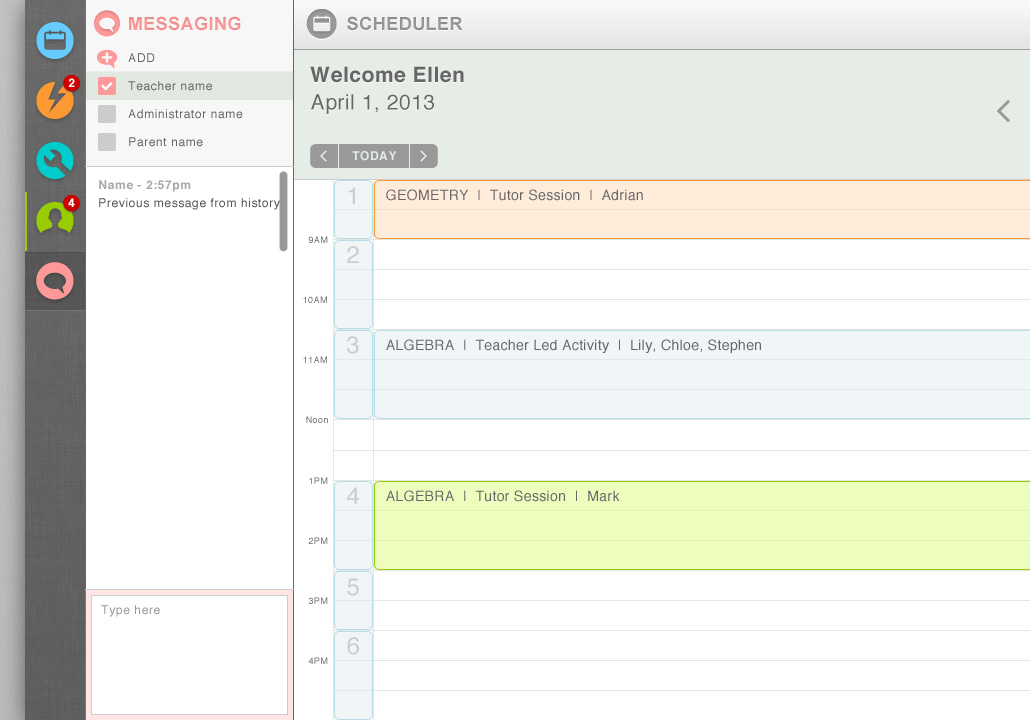 MESSAGING
ADD
Teacher name
Administrator name
Parent name
Name - 2:57pm
Previous message from history
Type here
2
4
SCHEDULER
Welcome Ellen
April 1, 2013
TODAY
1
GEOMETRY | Tutor Session | Adrian
9AM
2
10AM
3
ALGEBRA | Teacher Led Activity | Lily, Chloe, Stephen
11AM
Noon
1PM
4
ALGEBRA | Tutor Session | Mark
2PM
5
3PM
6
4PM